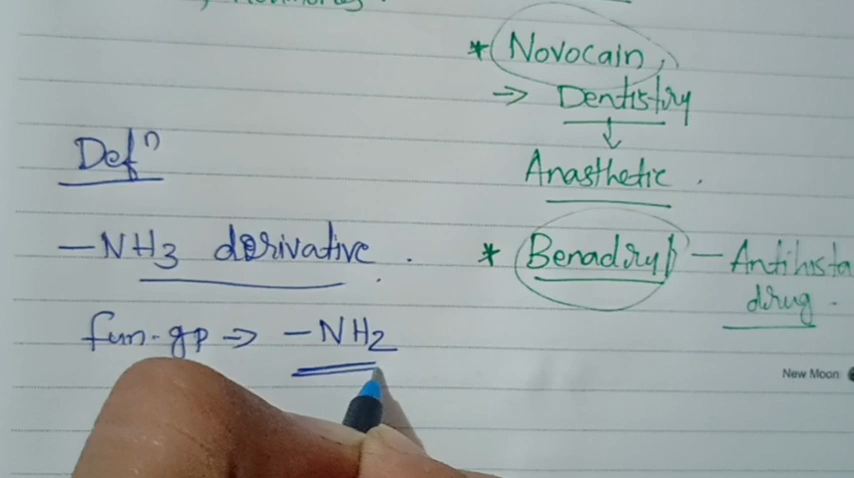 * Novocain,
→ Dentistry
↓
Anasthetic.
Defⁿ
—NH3 derivative.
* Benadryl — Antihista
drug.
fun. gp → —NH2
New Moon